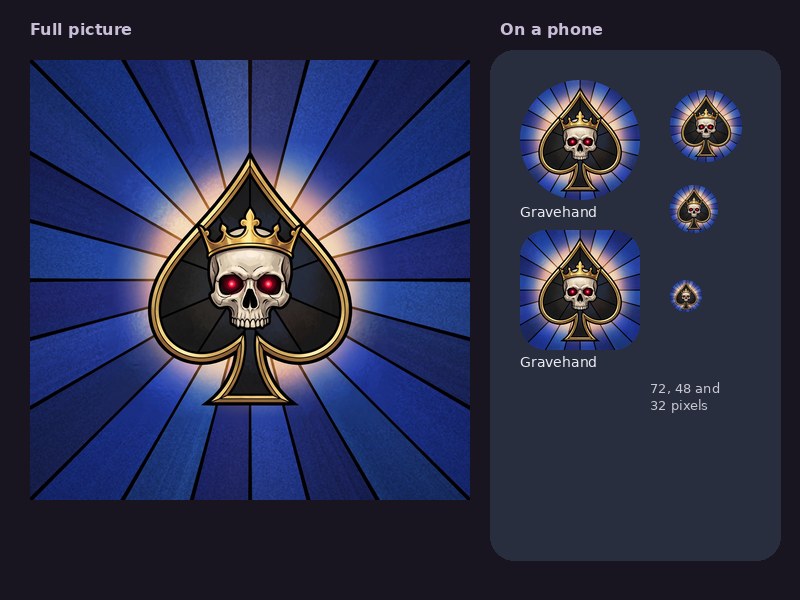 Full picture
On a phone
Gravehand
Gravehand
72, 48 and
32 pixels